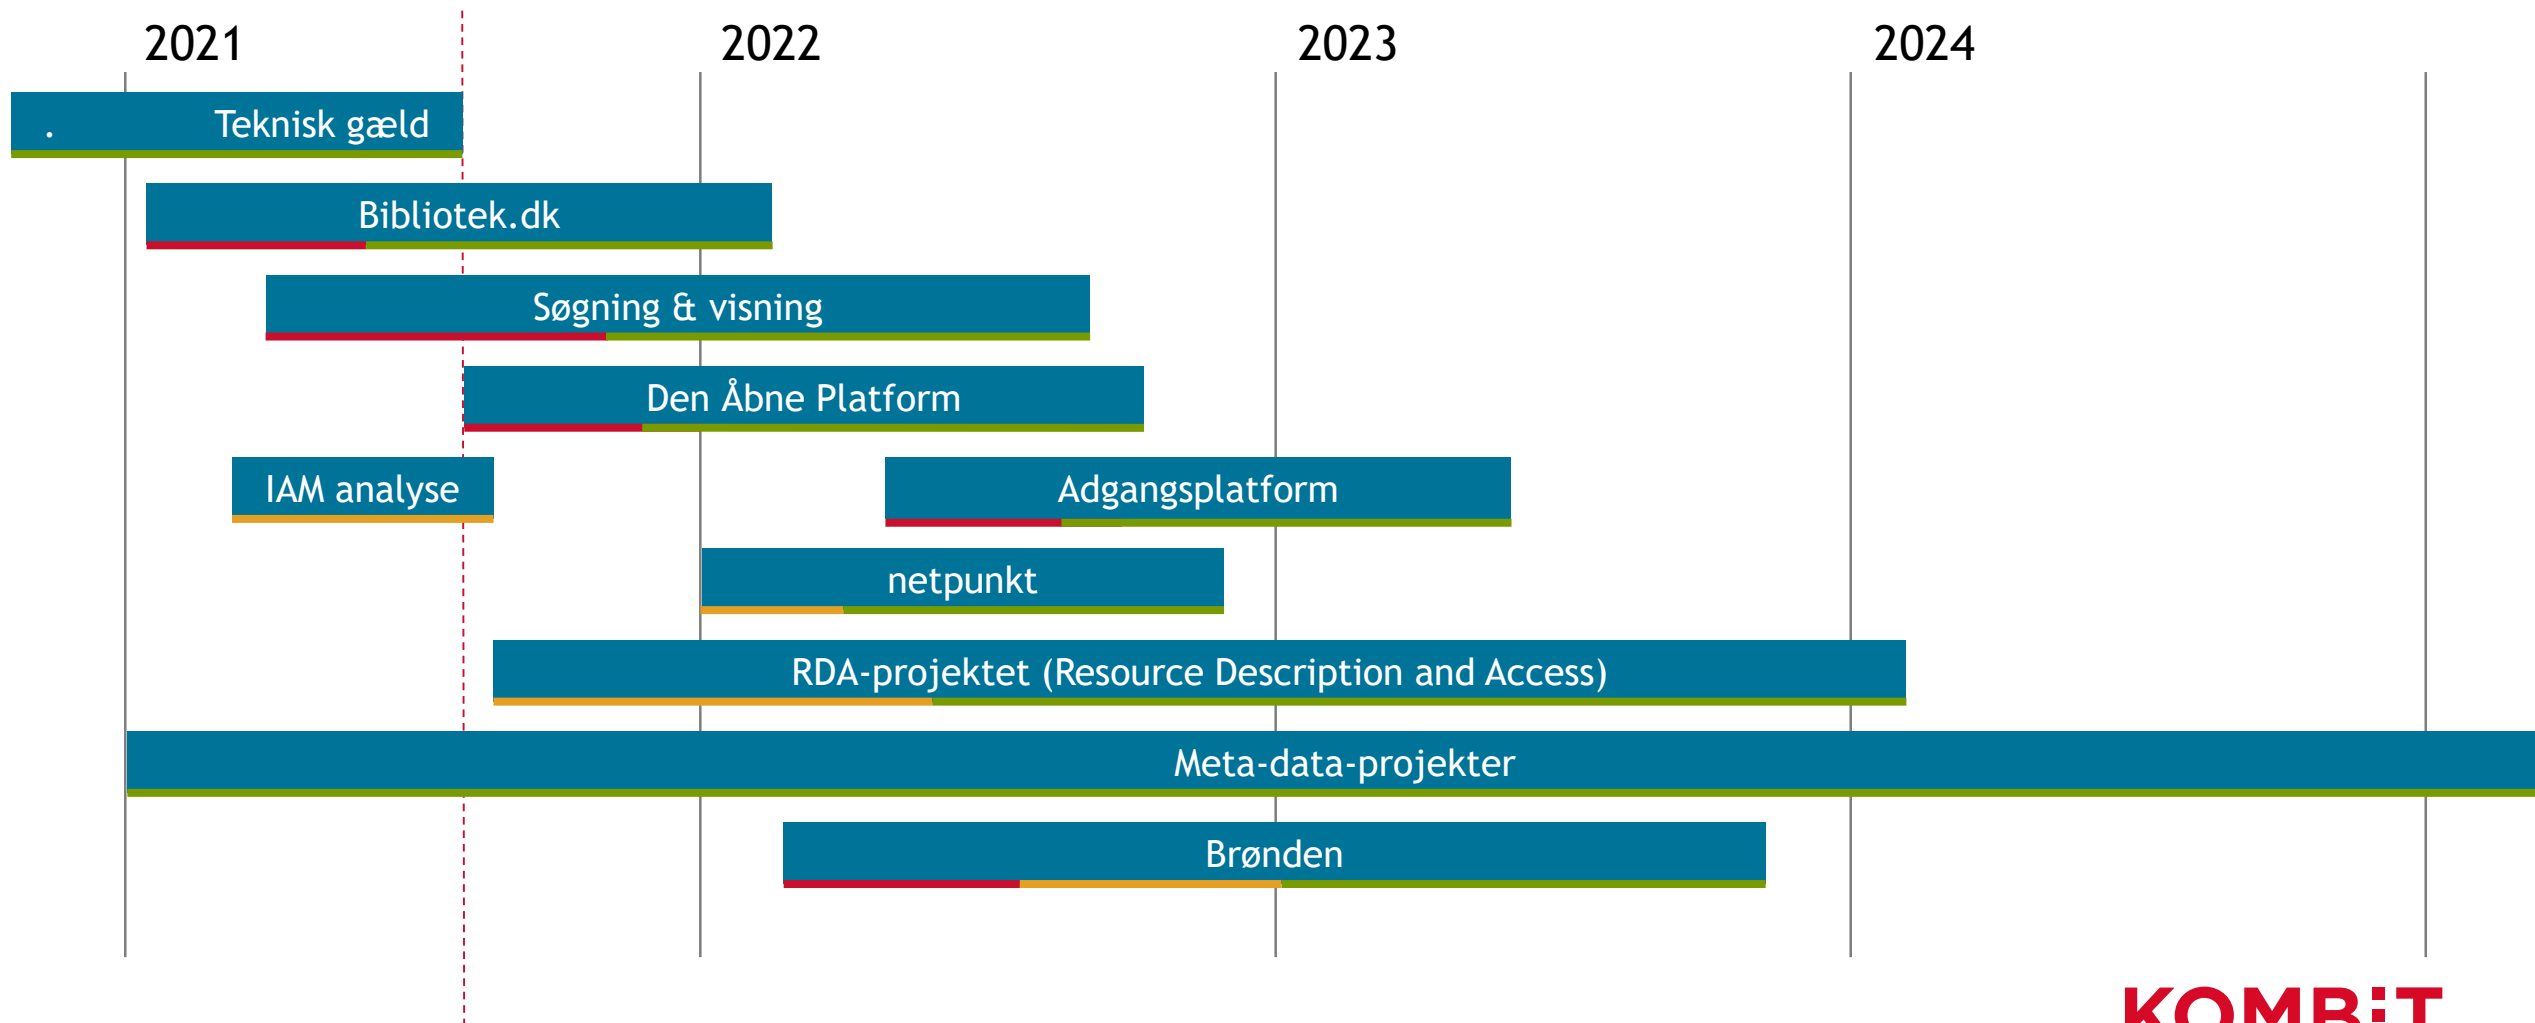 2021 2022 2023 2024
. Teknisk gæld
Bibliotek.dk
Søgning & visning
Den Åbne Platform
IAM analyse Adgangsplatform
netpunkt
RDA-projektet (Resource Description and Access)
Meta-data-projekter
Brønden
KOMBIT